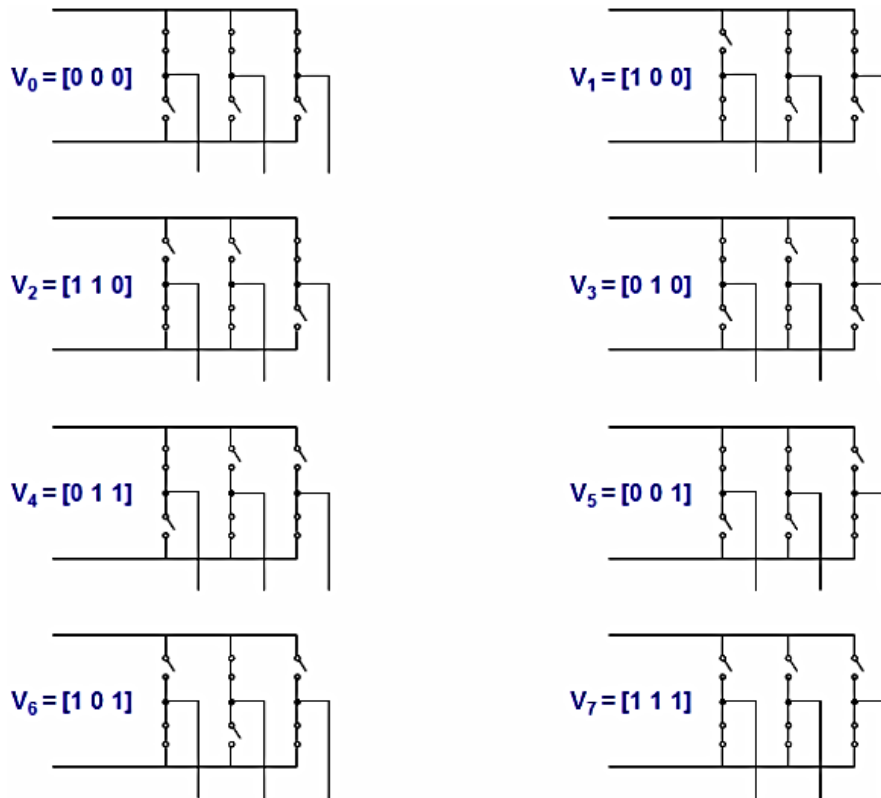 V₀ = [0 0 0]
V₁ = [1 0 0]
V₂ = [1 1 0]
V₃ = [0 1 0]
V₄ = [0 1 1]
V₅ = [0 0 1]
V₆ = [1 0 1]
V₇ = [1 1 1]